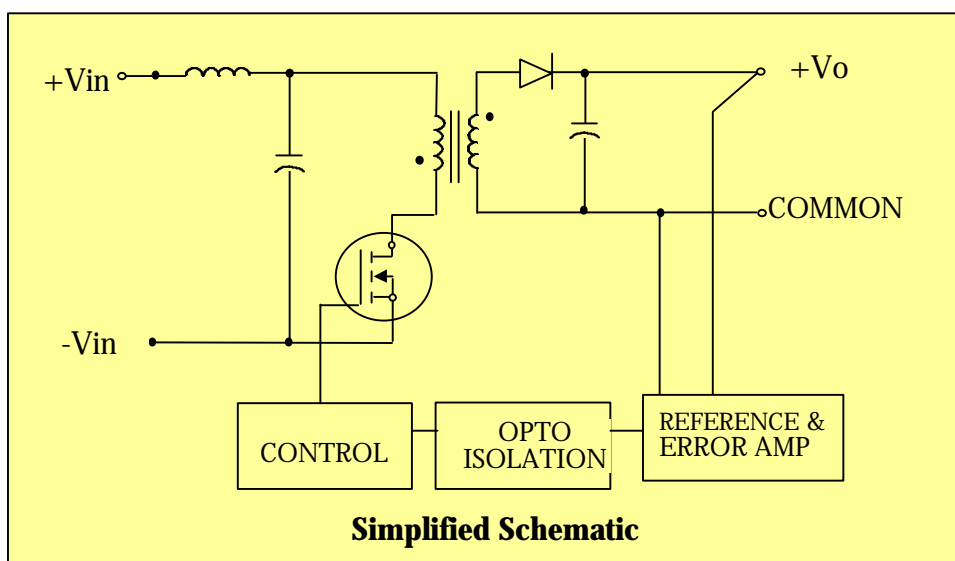 +Vin
+Vo
COMMON
-Vin
CONTROL
OPTO
ISOLATION
REFERENCE &
ERROR AMP
Simplified Schematic